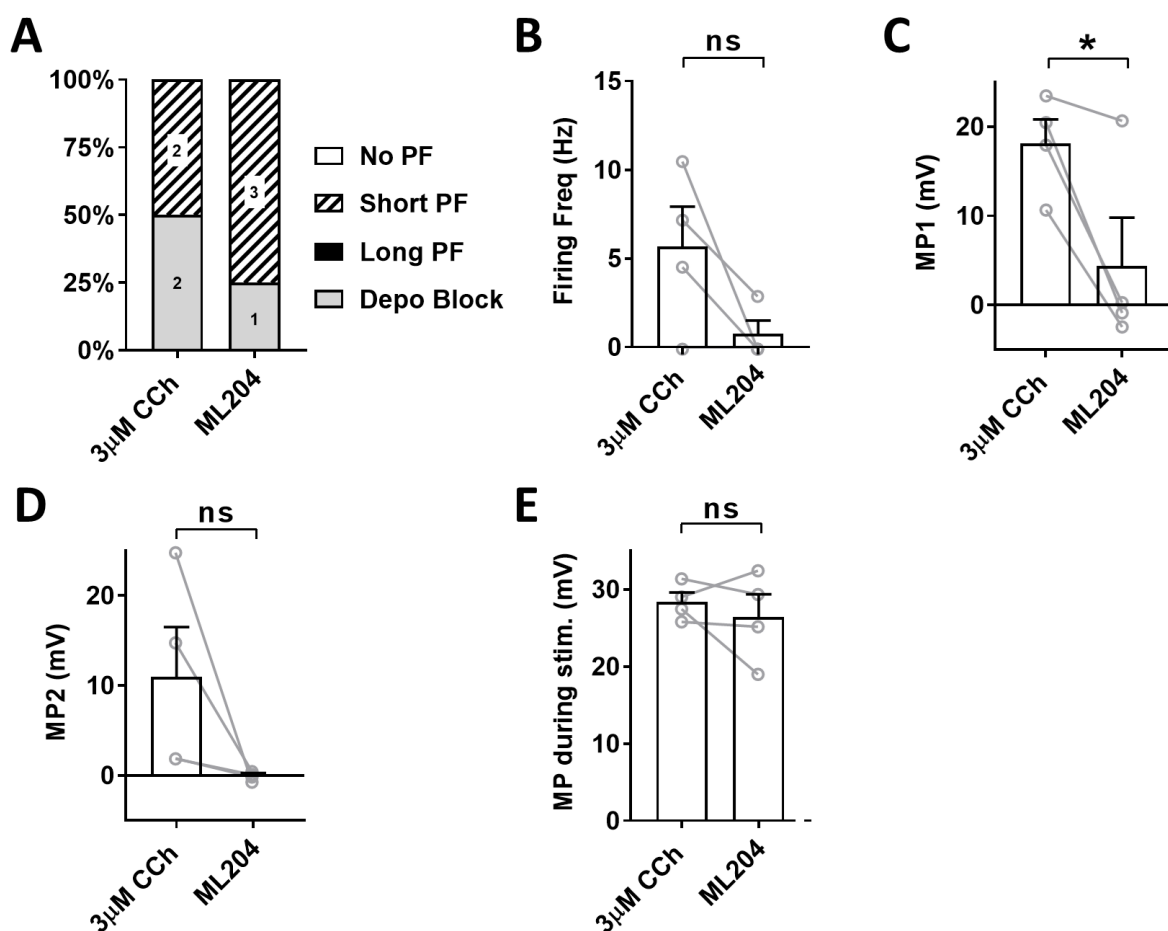 A
100%
75%
50%
25%
0%
2
2
3
1
3μM CCh
ML204
No PF
Short PF
Long PF
Depo Block
B
ns
Firing Freq (Hz)
15
10
5
0
3μM CCh
ML204
C
*
MP1 (mV)
20
10
0
3μM CCh
ML204
D
ns
MP2 (mV)
20
10
0
3μM CCh
ML204
E
ns
MP during stim. (mV)
30
20
10
0
3μM CCh
ML204